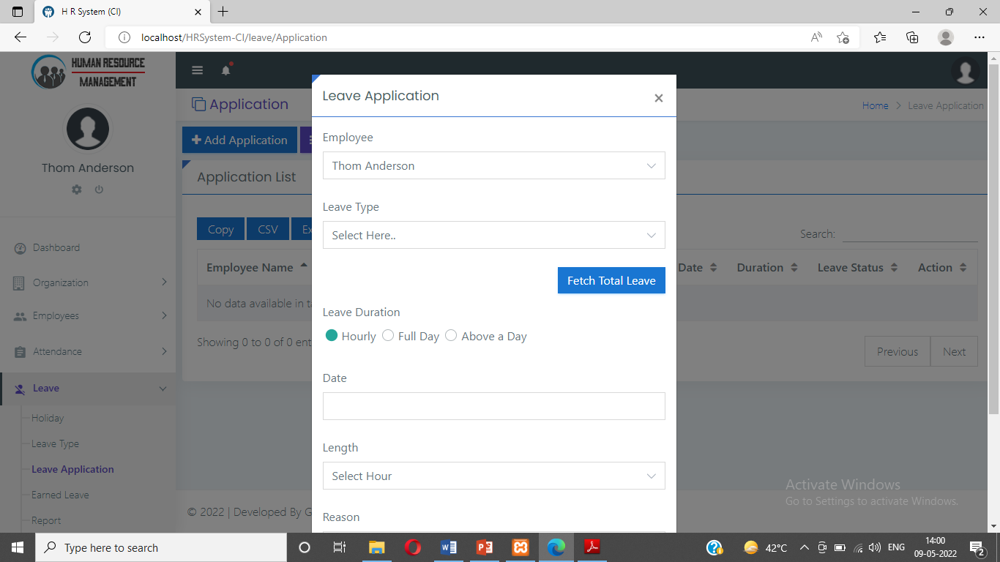 H R System (CI)
localhost/HRSystem-CI/leave/Application
HUMAN RESOURCE
MANAGEMENT
Thom Anderson
Dashboard
Organization
Employees
Attendance
Leave
Holiday
Leave Type
Leave Application
Earned Leave
Report
Application
Home > Leave Application
Add Application
Application List
Copy CSV
Search:
Employee Name Date Duration Leave Status Action
No data available in
Showing 0 to 0 of 0
Previous Next
© 2022 | Developed By
Leave Application
Employee
Thom Anderson
Leave Type
Select Here..
Fetch Total Leave
Leave Duration
Hourly Full Day Above a Day
Date
Length
Select Hour
Reason
Activate Windows
Go to Settings to activate Windows.
Type here to search
42°C
ENG
14:00
09-05-2022
2